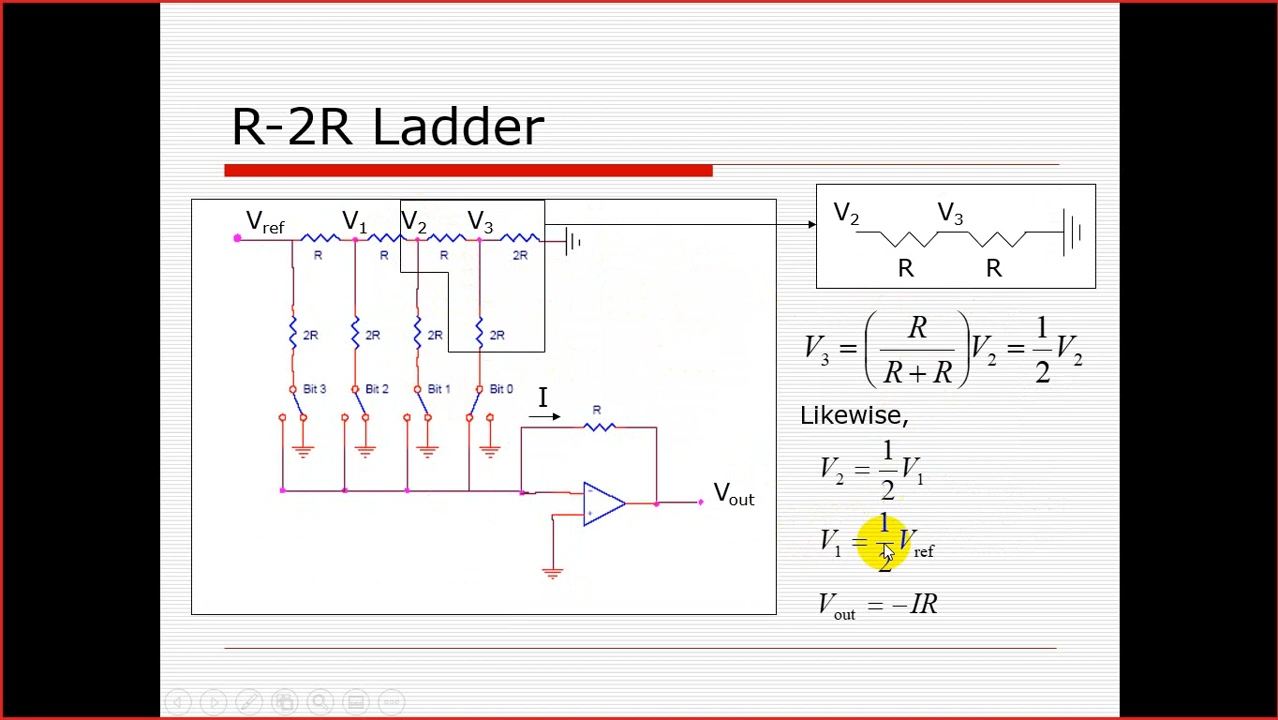 R-2R Ladder
Vref V1 V2 V3
R R R 2R
2R 2R 2R 2R
Bit 3 Bit 2 Bit 1 Bit 0
I
R
-
+
Vout
V2 V3
R R
V3 = (R / (R + R)) V2 = 1/2 V2
Likewise,
V2 = 1/2 V1
V1 = 1/2 Vref
Vout = −IR